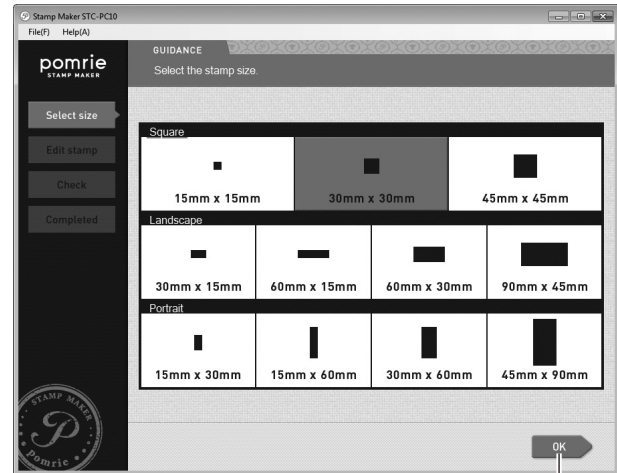 Stamp Maker STC-PC10
File(F) Help(A)
pomrie
STAMP MAKER
GUIDANCE
Select the stamp size.
Select size
Edit stamp
Check
Completed
Square
15mm x 15mm 30mm x 30mm 45mm x 45mm
Landscape
30mm x 15mm 60mm x 15mm 60mm x 30mm 90mm x 45mm
Portrait
15mm x 30mm 15mm x 60mm 30mm x 60mm 45mm x 90mm
STAMP MAKER
P
Pomrie
OK